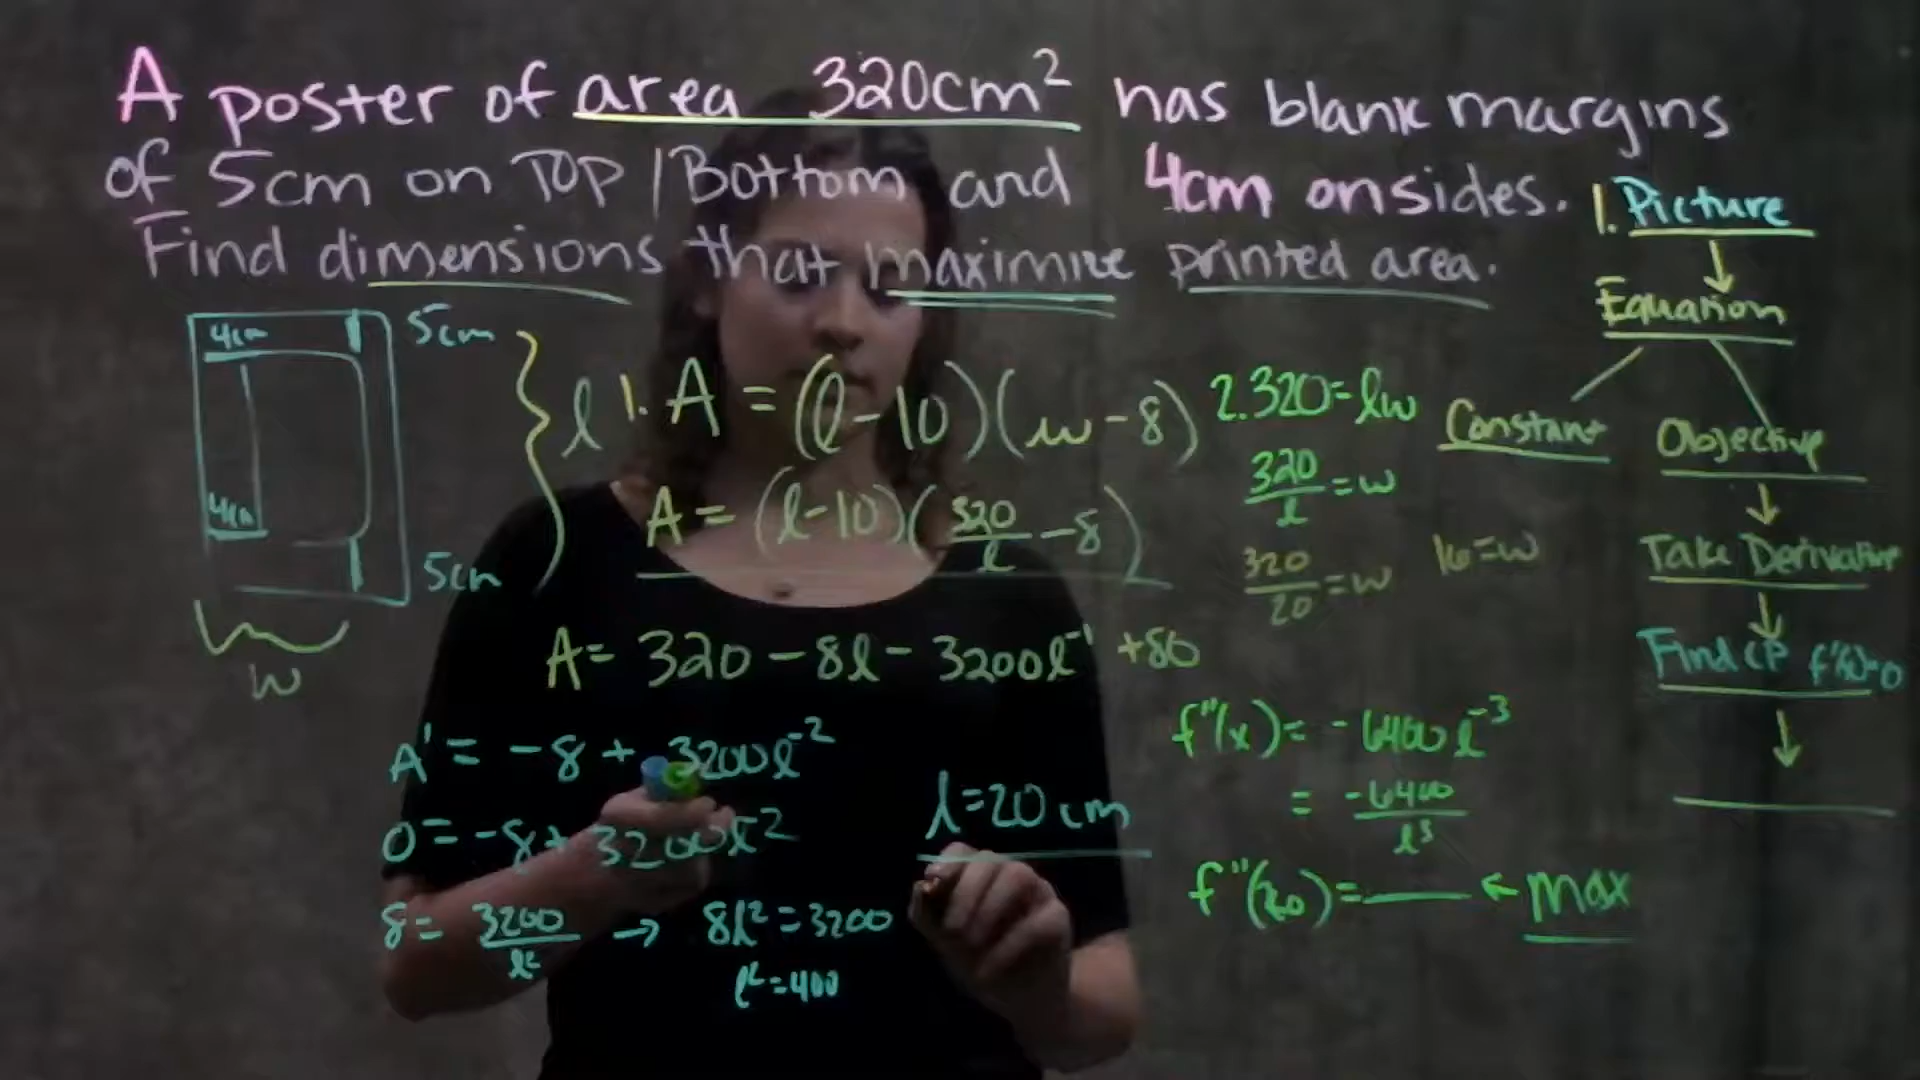 A poster of area 320cm² has blank margins
of 5cm on TOP/Bottom and 4cm on sides.
Find dimensions that maximize printed area.
1. Picture
Equation
Constant
Objective
Take Derivative
Find CP f'(x)=0
4cm
5cm
4cm
5cm
l
w
1. A = (l-10)(w-8)
A = (l-10)(320/l - 8)
A = 320 - 8l - 3200l⁻¹ + 80
2. 320 = lw
320/l = w
320/20 = w
16 = w
A' = -8 + 3200l⁻²
0 = -8 + 3200l⁻²
8 = 3200/l² → 8l² = 3200
l² = 400
l = 20 cm
f''(x) = -6400l⁻³
= -6400/l³
f''(20) = ___ ← max